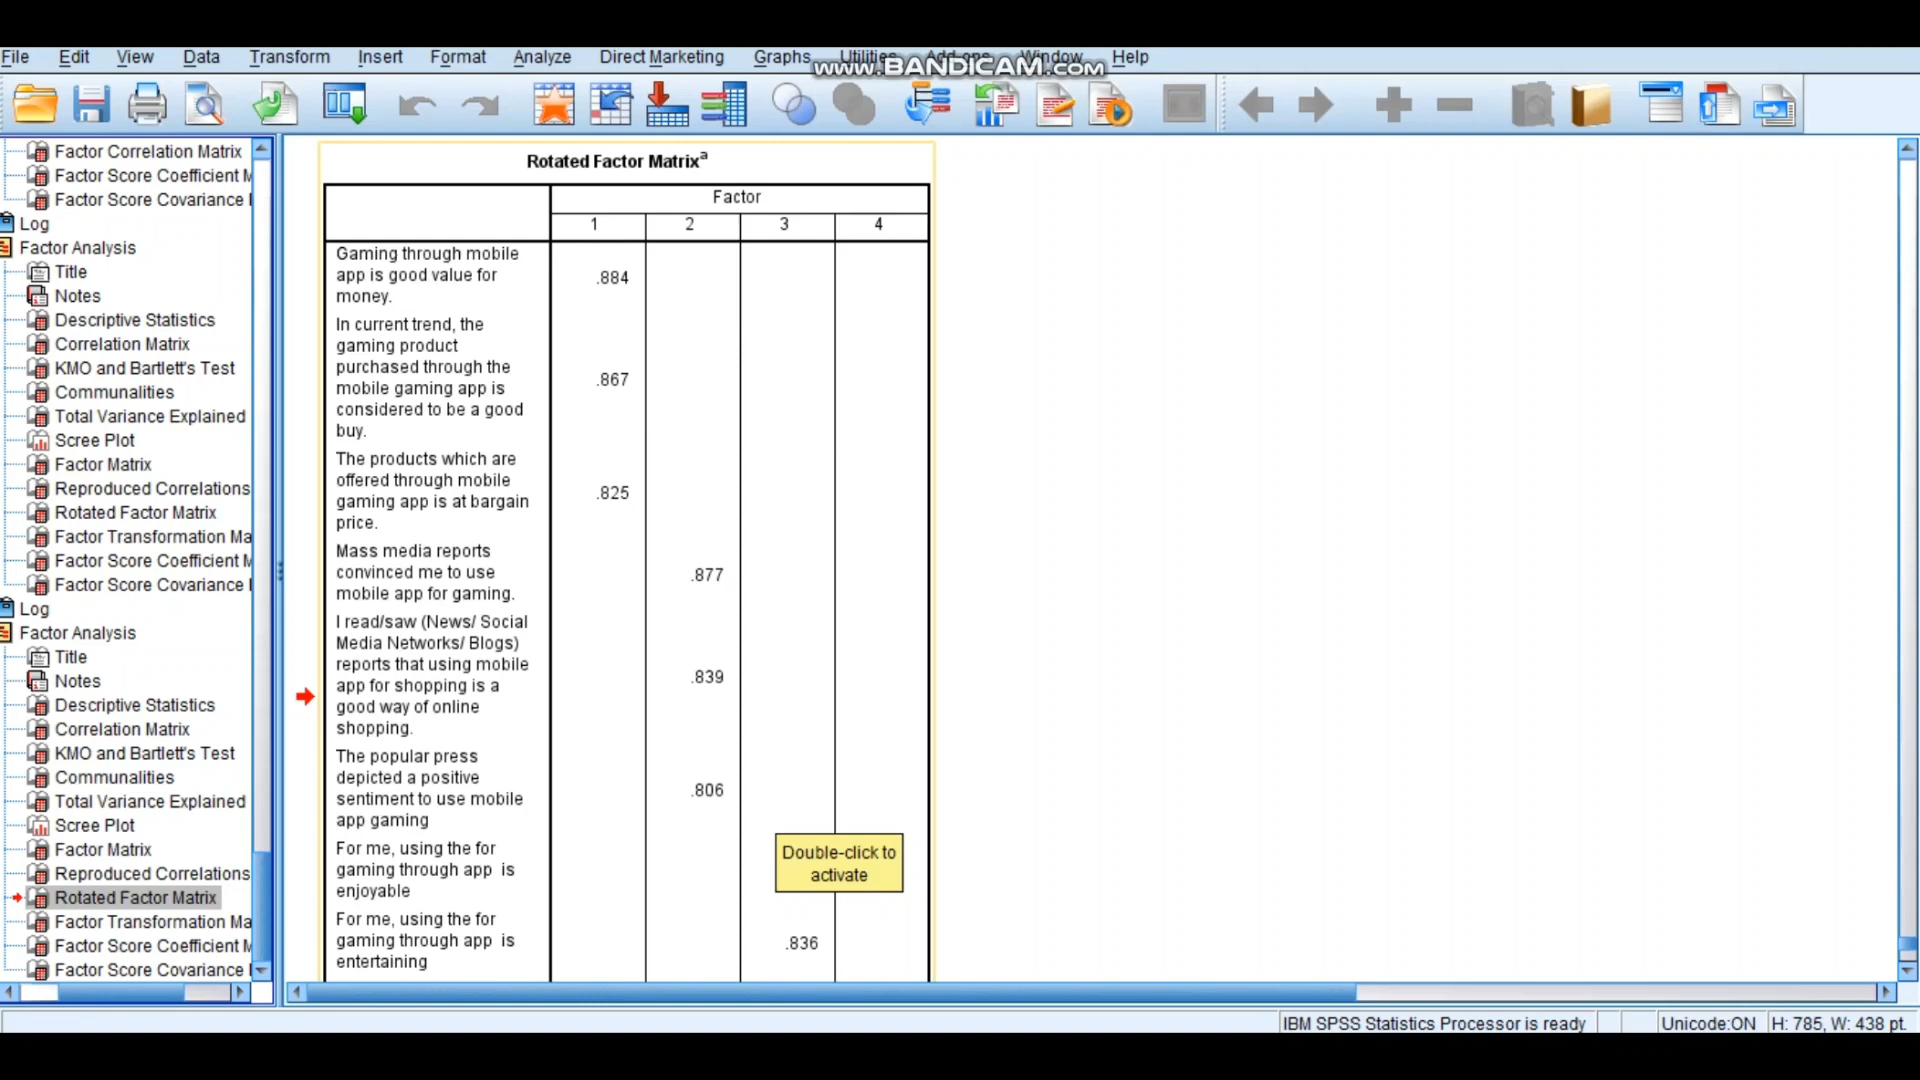 File Edit View Data Transform Insert Format Analyze Direct Marketing Graphs Utilities Add-ons Window Help
www.BANDICAM.com
Factor Correlation Matrix
Factor Score Coefficient M
Factor Score Covariance I
Log
Factor Analysis
Title
Notes
Descriptive Statistics
Correlation Matrix
KMO and Bartlett's Test
Communalities
Total Variance Explained
Scree Plot
Factor Matrix
Reproduced Correlations
Rotated Factor Matrix
Factor Transformation Ma
Factor Score Coefficient M
Factor Score Covariance I
Log
Factor Analysis
Title
Notes
Descriptive Statistics
Correlation Matrix
KMO and Bartlett's Test
Communalities
Total Variance Explained
Scree Plot
Factor Matrix
Reproduced Correlations
Rotated Factor Matrix
Factor Transformation Ma
Factor Score Coefficient M
Factor Score Covariance I
Rotated Factor Matrixa
Factor
1 2 3 4
Gaming through mobile
app is good value for
money.
.884
In current trend, the
gaming product
purchased through the
mobile gaming app is
considered to be a good
buy.
.867
The products which are
offered through mobile
gaming app is at bargain
price.
.825
Mass media reports
convinced me to use
mobile app for gaming.
.877
I read/saw (News/ Social
Media Networks/ Blogs)
reports that using mobile
app for shopping is a
good way of online
shopping.
.839
The popular press
depicted a positive
sentiment to use mobile
app gaming
.806
For me, using the for
gaming through app is
enjoyable
Double-click to
activate
For me, using the for
gaming through app is
entertaining
.836
IBM SPSS Statistics Processor is ready
Unicode:ON
H: 785, W: 438 pt.